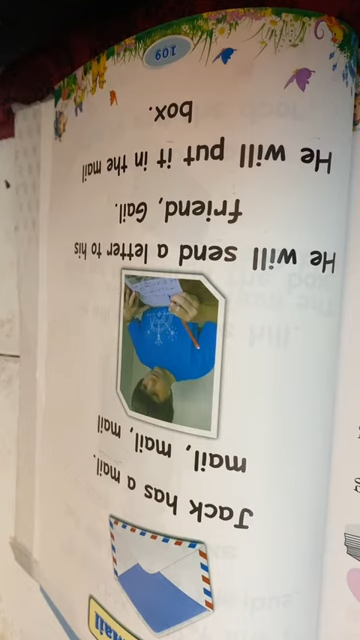 mail
Jack has a mail.
mail, mail, mail
He will send a letter to his
friend, Gail.
He will put it in the mail
box.
109